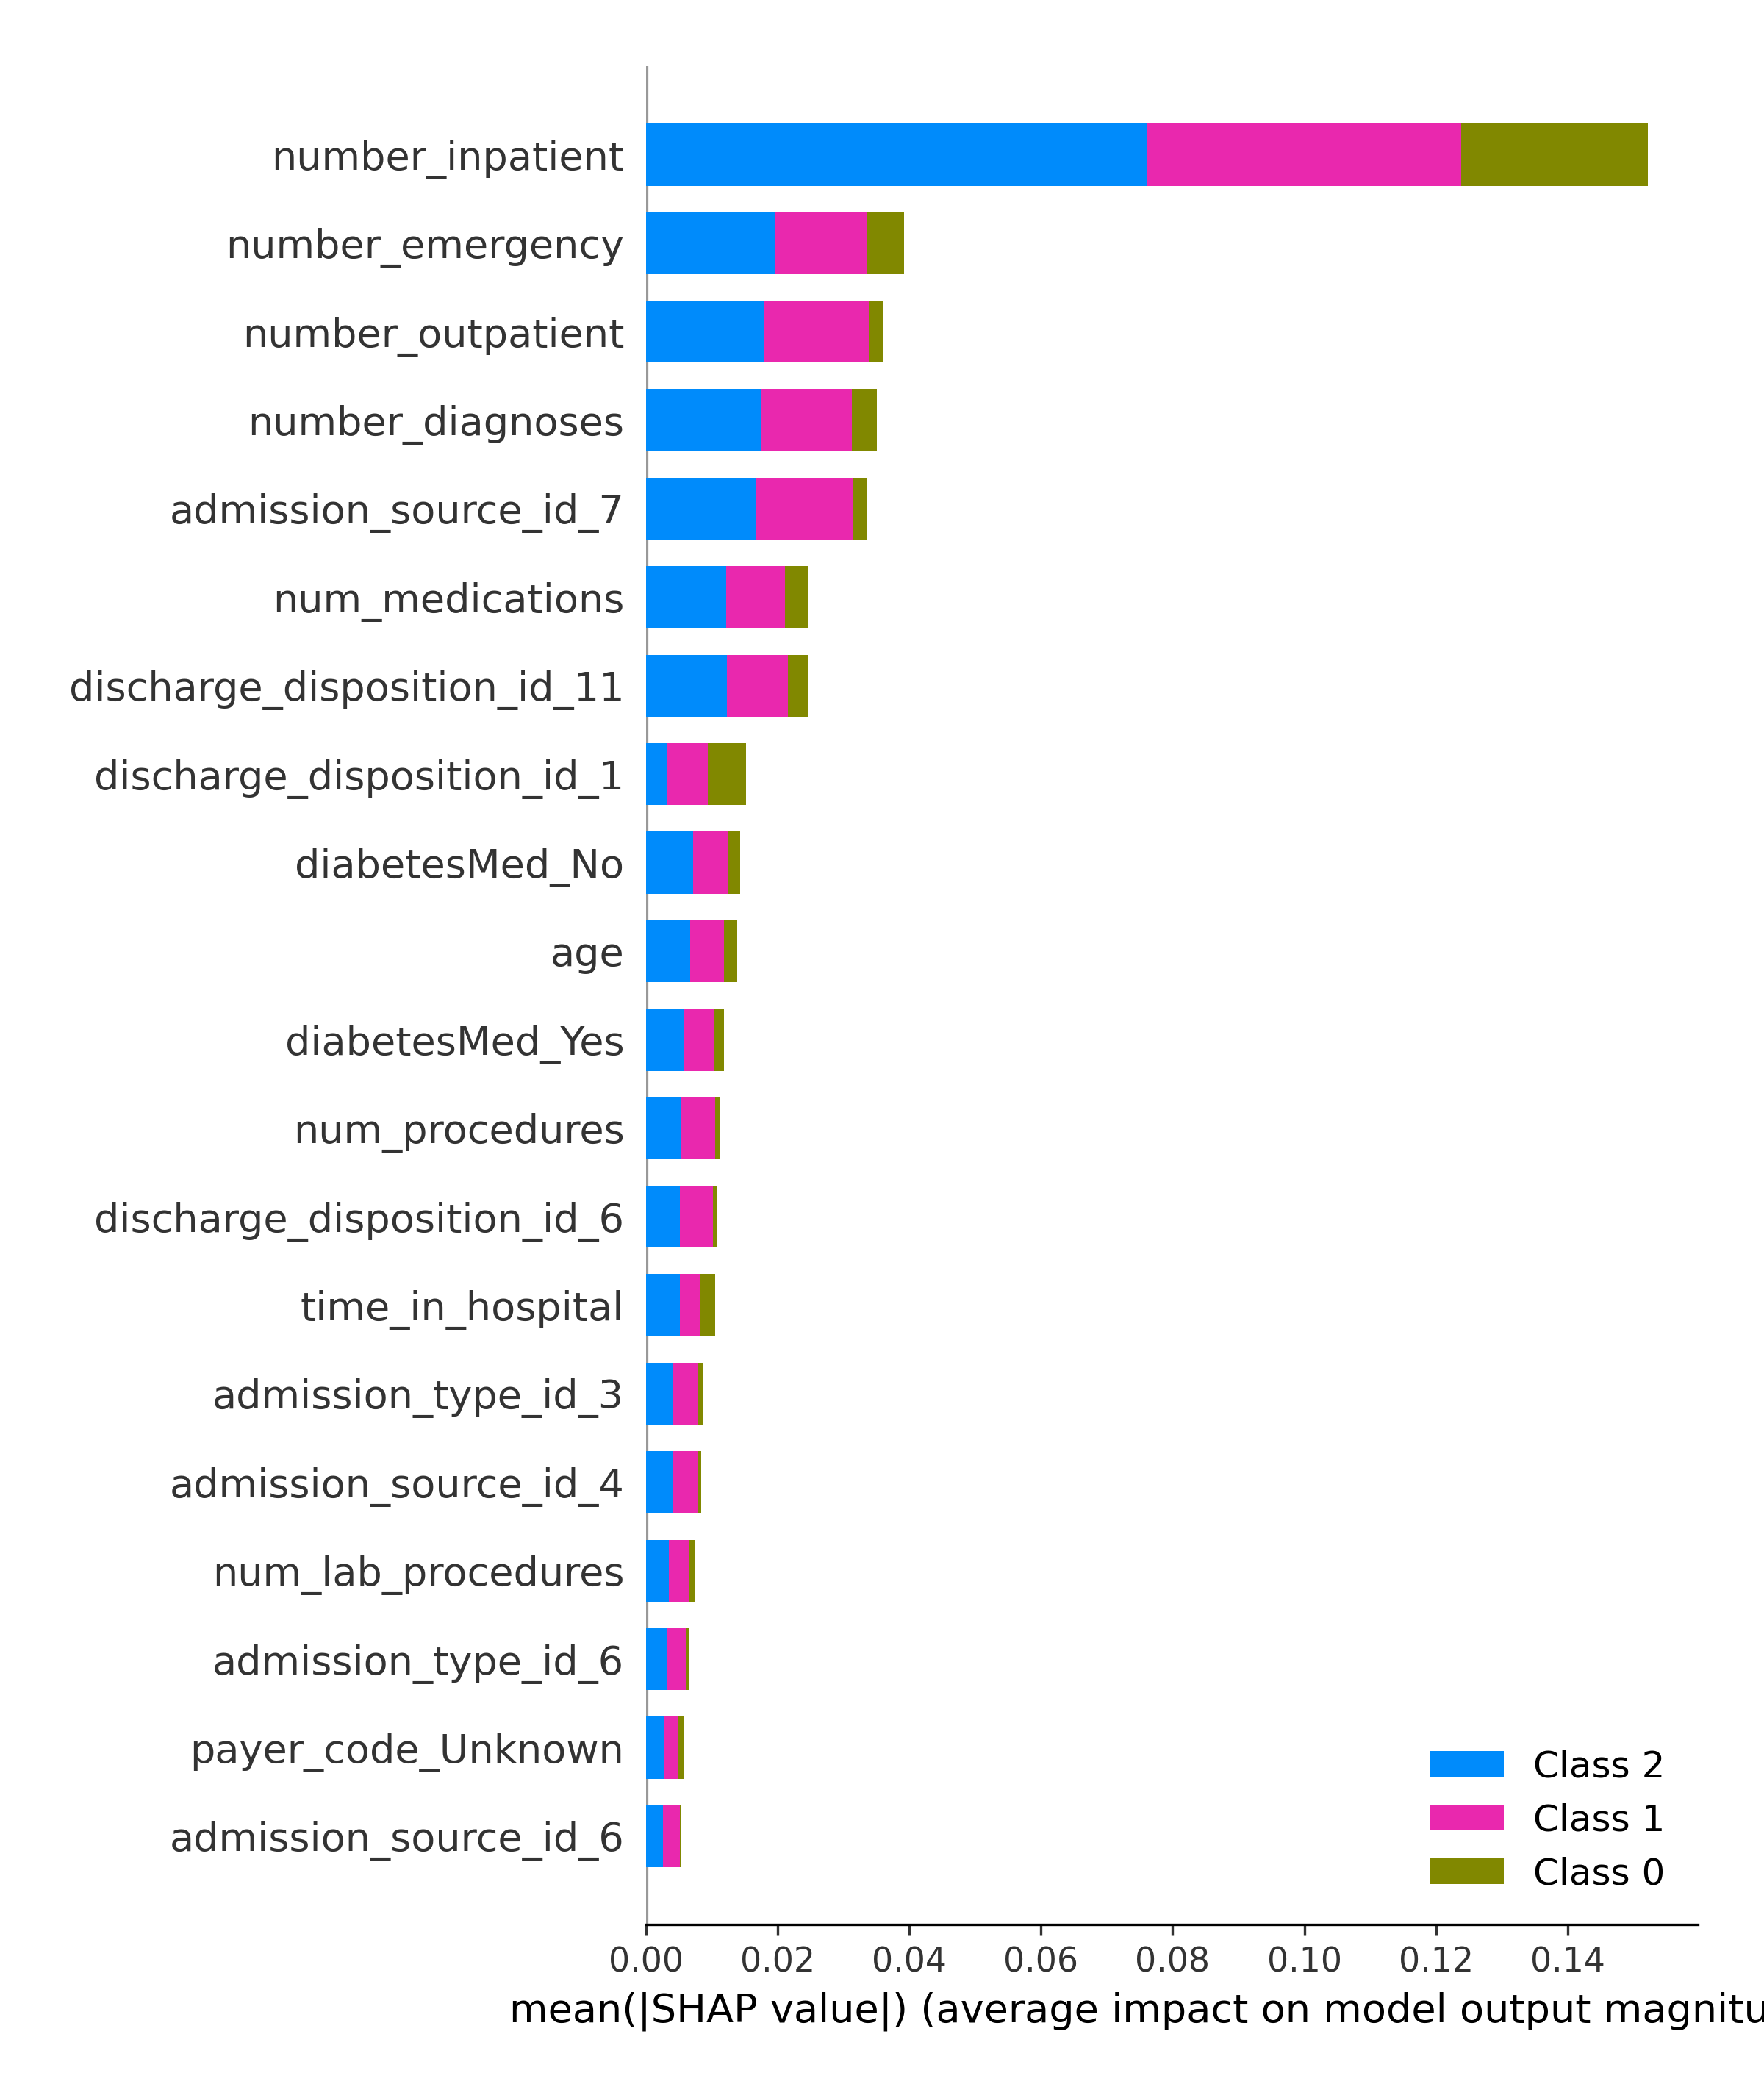 number_inpatient
number_emergency
number_outpatient
number_diagnoses
admission_source_id_7
num_medications
discharge_disposition_id_11
discharge_disposition_id_1
diabetesMed_No
age
diabetesMed_Yes
num_procedures
discharge_disposition_id_6
time_in_hospital
admission_type_id_3
admission_source_id_4
num_lab_procedures
admission_type_id_6
payer_code_Unknown
admission_source_id_6
Class 2
Class 1
Class 0
0.00 0.02 0.04 0.06 0.08 0.10 0.12 0.14
mean(|SHAP value|) (average impact on model output magnitu